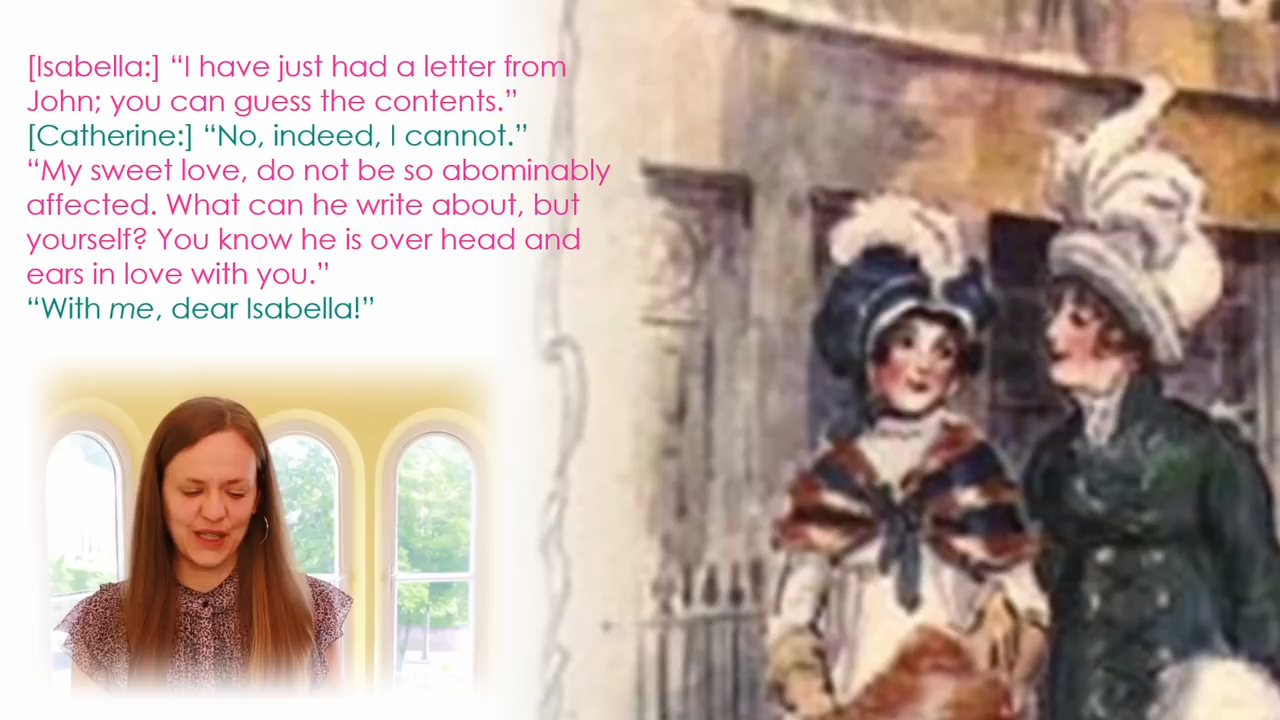 [Isabella:] “I have just had a letter from
John; you can guess the contents.”
[Catherine:] “No, indeed, I cannot.”
“My sweet love, do not be so abominably
affected. What can he write about, but
yourself? You know he is over head and
ears in love with you.”
“With me, dear Isabella!”